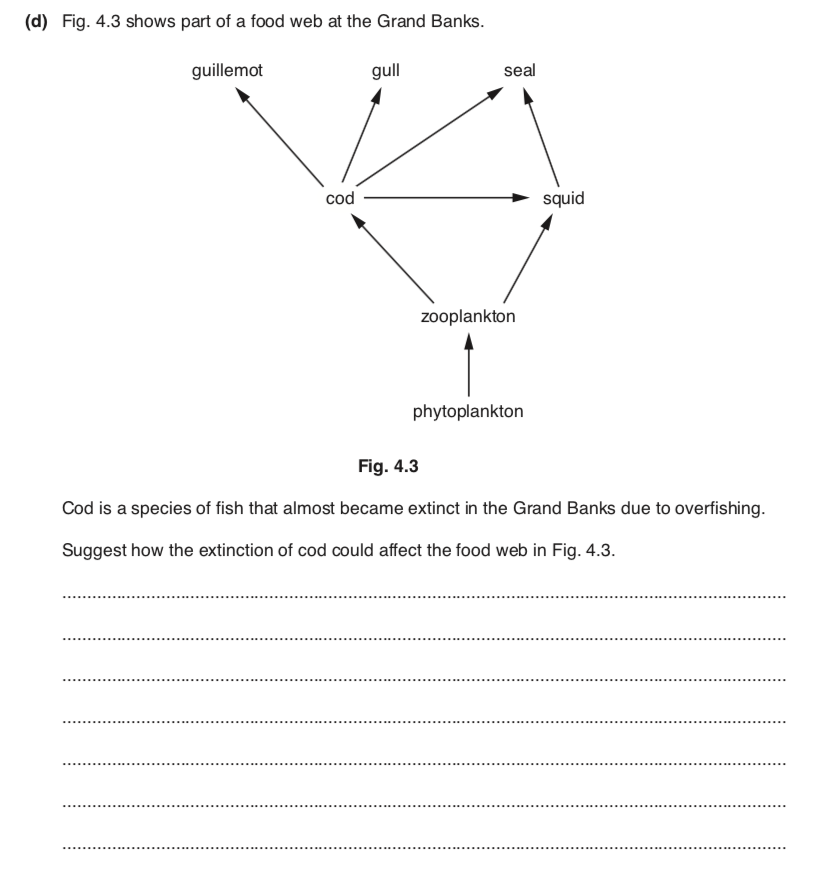 (d) Fig. 4.3 shows part of a food web at the Grand Banks.
guillemot gull seal
cod squid
zooplankton
phytoplankton
Fig. 4.3
Cod is a species of fish that almost became extinct in the Grand Banks due to overfishing.
Suggest how the extinction of cod could affect the food web in Fig. 4.3.